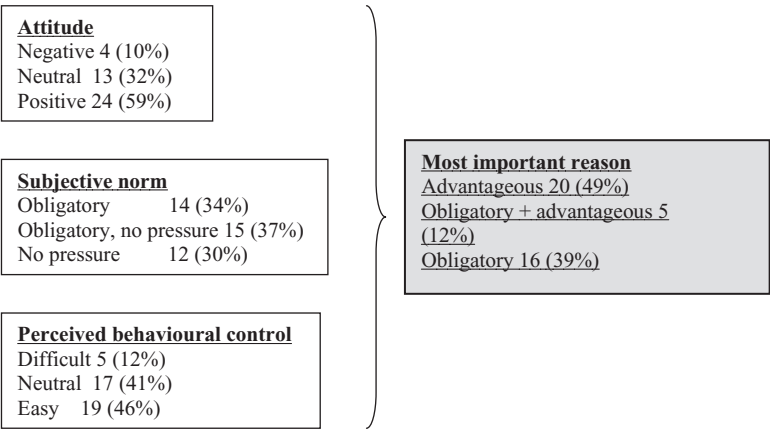 Attitude
Negative 4 (10%)
Neutral 13 (32%)
Positive 24 (59%)
Subjective norm
Obligatory 14 (34%)
Obligatory, no pressure 15 (37%)
No pressure 12 (30%)
Perceived behavioural control
Difficult 5 (12%)
Neutral 17 (41%)
Easy 19 (46%)
Most important reason
Advantageous 20 (49%)
Obligatory + advantageous 5
(12%)
Obligatory 16 (39%)